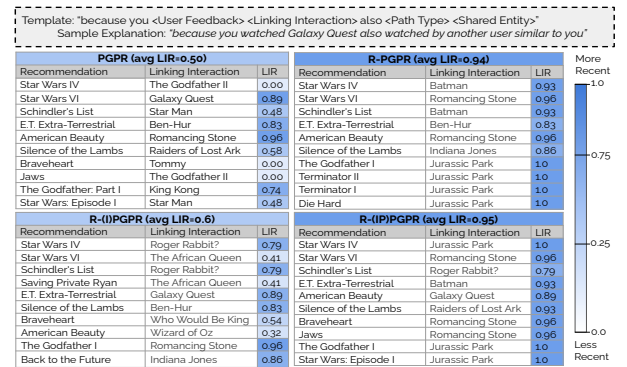 Template: "because you <User Feedback> <Linking Interaction> also <Path Type> <Shared Entity>"
Sample Explanation: "because you watched Galaxy Quest also watched by another user similar to you"
PGPR (avg LIR=0.50)
Recommendation Linking Interaction LIR
Star Wars IV The Godfather II 0.00
Star Wars VI Galaxy Quest 0.89
Schindler's List Star Man 0.48
E.T. Extra-Terrestrial Ben-Hur 0.83
American Beauty Romancing Stone 0.96
Silence of the Lambs Raiders of Lost Ark 0.58
Braveheart Tommy 0.00
Jaws The Godfather II 0.00
The Godfather: Part I King Kong 0.74
Star Wars: Episode I Star Man 0.48
R-PGPR (avg LIR=0.94)
Recommendation Linking Interaction LIR
Star Wars IV Batman 0.93
Star Wars VI Romancing Stone 0.96
Schindler's List Batman 0.93
E.T. Extra-Terrestrial Ben-Hur 0.83
American Beauty Romancing Stone 0.96
Silence of the Lambs Indiana Jones 0.86
The Godfather I Jurassic Park 1.0
Terminator II Jurassic Park 1.0
Terminator I Jurassic Park 1.0
Die Hard Jurassic Park 1.0
R-(I)PGPR (avg LIR=0.6)
Recommendation Linking Interaction LIR
Star Wars IV Roger Rabbit? 0.79
Star Wars VI The African Queen 0.41
Schindler's List Roger Rabbit? 0.79
Saving Private Ryan The African Queen 0.41
E.T. Extra-Terrestrial Galaxy Quest 0.89
Silence of the Lambs Ben-Hur 0.83
Braveheart Who Would Be King 0.54
American Beauty Wizard of Oz 0.32
The Godfather I Romancing Stone 0.96
Back to the Future Indiana Jones 0.86
R-(IP)PGPR (avg LIR=0.95)
Recommendation Linking Interaction LIR
Star Wars IV Jurassic Park 1.0
Star Wars VI Romancing Stone 0.96
Schindler's List Roger Rabbit? 0.79
E.T. Extra-Terrestrial Batman 0.93
American Beauty Galaxy Quest 0.89
Silence of the Lambs Raiders of Lost Ark 0.93
Braveheart Romancing Stone 0.96
Jaws Romancing Stone 0.96
The Godfather I Jurassic Park 1.0
Star Wars: Episode I Jurassic Park 1.0
More
Recent
1.0
0.75
0.25
0.0
Less
Recent